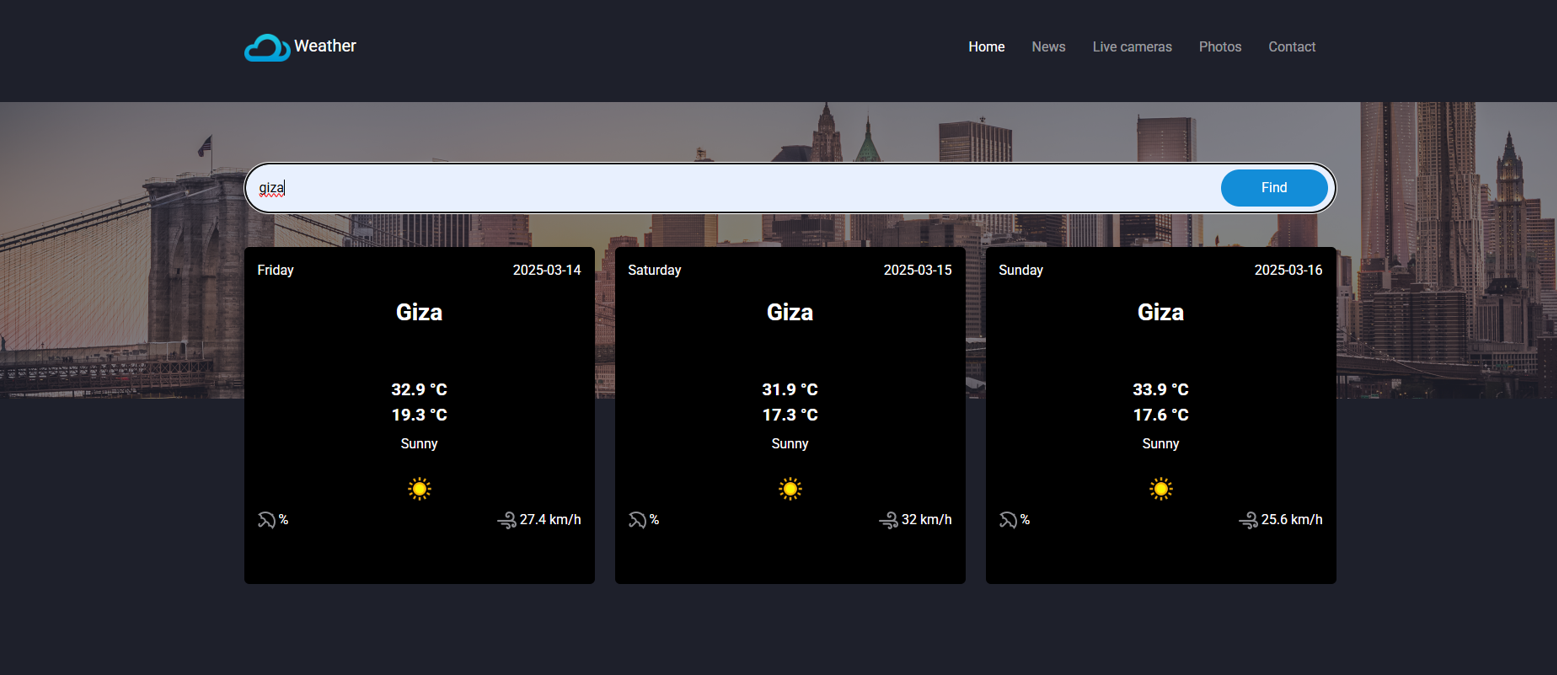 Weather
Home News Live cameras Photos Contact
giza
Find
Friday 2025-03-14
Giza
32.9 °C
19.3 °C
Sunny
% 27.4 km/h
Saturday 2025-03-15
Giza
31.9 °C
17.3 °C
Sunny
% 32 km/h
Sunday 2025-03-16
Giza
33.9 °C
17.6 °C
Sunny
% 25.6 km/h